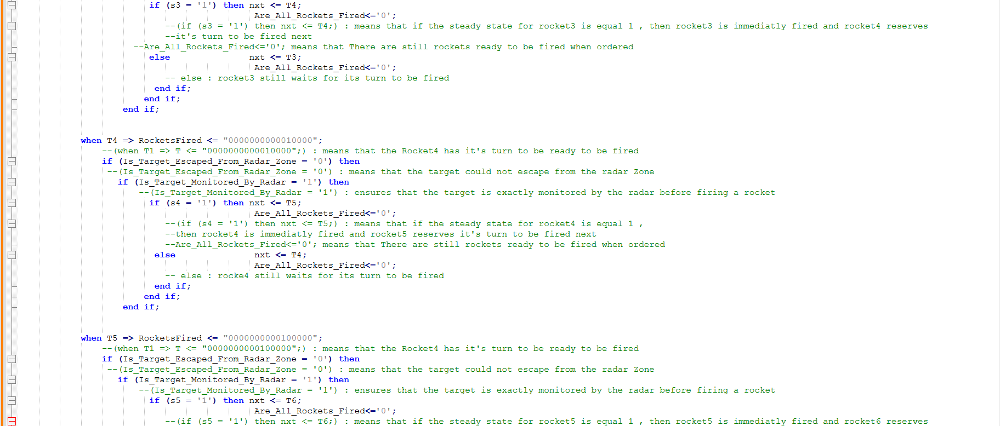 if (s3 = '1') then nxt <= T4;
Are_All_Rockets_Fired<='0';
--(if (s3 = '1') then nxt <= T4;) : means that if the steady state for rocket3 is equal 1 , then rocket3 is immediatly fired and rocket4 reserves
--it's turn to be fired next
--Are_All_Rockets_Fired<='0'; means that There are still rockets ready to be fired when ordered
else nxt <= T3;
Are_All_Rockets_Fired<='0';
-- else : rocket3 still waits for its turn to be fired
end if;
end if;
end if;
when T4 => RocketsFired <= "0000000000010000";
--(when T1 => T <= "0000000000010000";) : means that the Rocket4 has it's turn to be ready to be fired
if (Is_Target_Escaped_From_Radar_Zone = '0') then
--(Is_Target_Escaped_From_Radar_Zone = '0') : means that the target could not escape from the radar Zone
if (Is_Target_Monitored_By_Radar = '1') then
--(Is_Target_Monitored_By_Radar = '1') : ensures that the target is exactly monitored by the radar before firing a rocket
if (s4 = '1') then nxt <= T5;
Are_All_Rockets_Fired<='0';
--(if (s4 = '1') then nxt <= T5;) : means that if the steady state for rocket4 is equal 1 ,
--then rocket4 is immediatly fired and rocket5 reserves it's turn to be fired next
--Are_All_Rockets_Fired<='0'; means that There are still rockets ready to be fired when ordered
else nxt <= T4;
Are_All_Rockets_Fired<='0';
-- else : rocke4 still waits for its turn to be fired
end if;
end if;
end if;
when T5 => RocketsFired <= "0000000000100000";
--(when T1 => T <= "0000000000100000";) : means that the Rocket4 has it's turn to be ready to be fired
if (Is_Target_Escaped_From_Radar_Zone = '0') then
--(Is_Target_Escaped_From_Radar_Zone = '0') : means that the target could not escape from the radar Zone
if (Is_Target_Monitored_By_Radar = '1') then
--(Is_Target_Monitored_By_Radar = '1') : ensures that the target is exactly monitored by the radar before firing a rocket
if (s5 = '1') then nxt <= T6;
Are_All_Rockets_Fired<='0';
--(if (s5 = '1') then nxt <= T6;) : means that if the steady state for rocket5 is equal 1 , then rocket5 is immediatly fired and rocket6 reserves